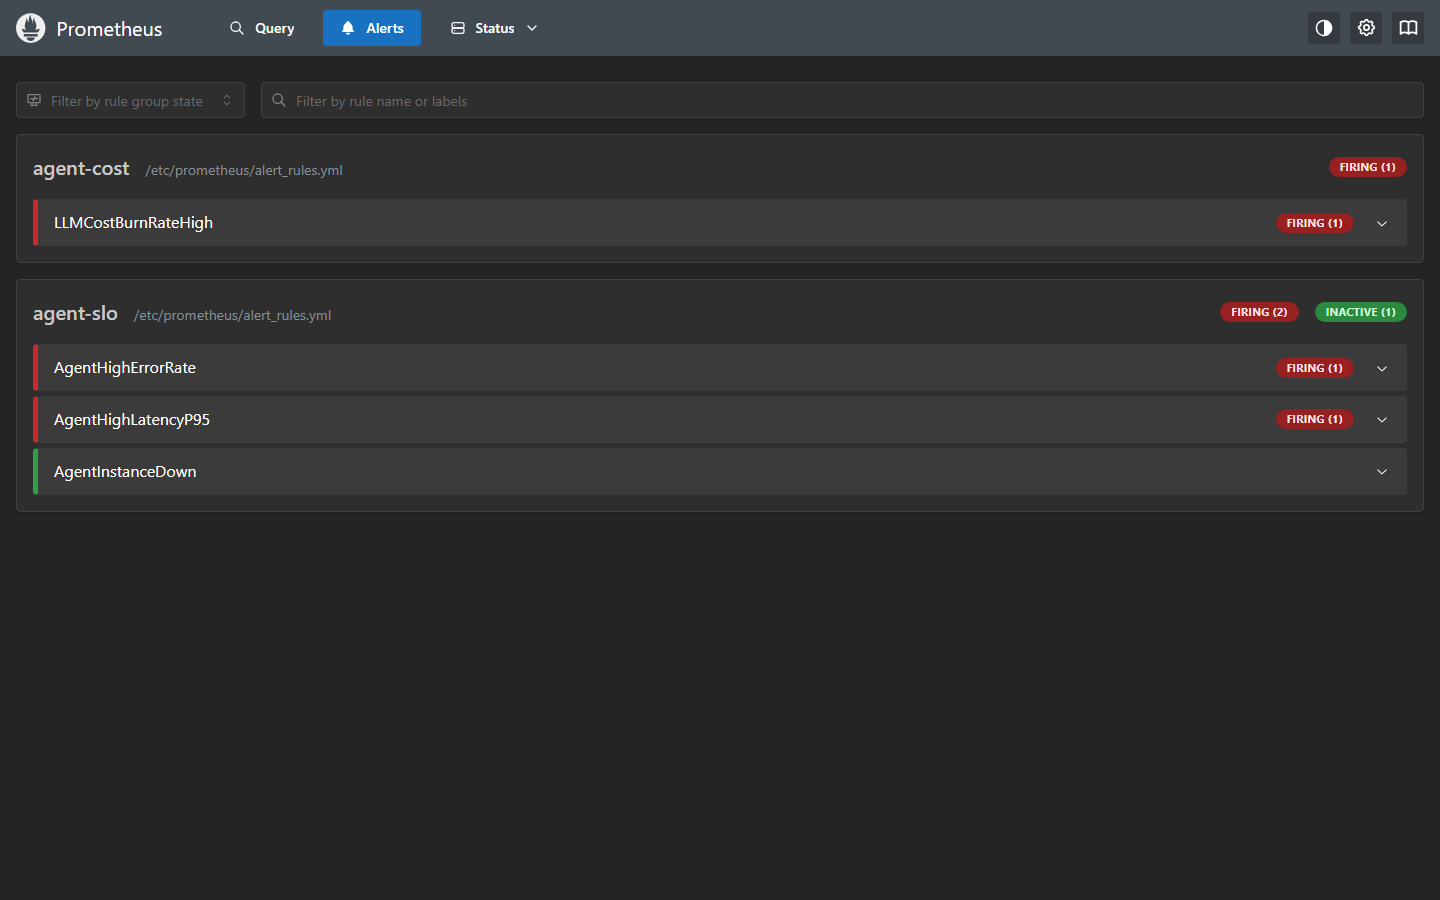 Prometheus Query Alerts Status
Filter by rule group state Filter by rule name or labels
agent-cost /etc/prometheus/alert_rules.yml FIRING (1)
LLMCostBurnRateHigh FIRING (1)
agent-slo /etc/prometheus/alert_rules.yml FIRING (2) INACTIVE (1)
AgentHighErrorRate FIRING (1)
AgentHighLatencyP95 FIRING (1)
AgentInstanceDown